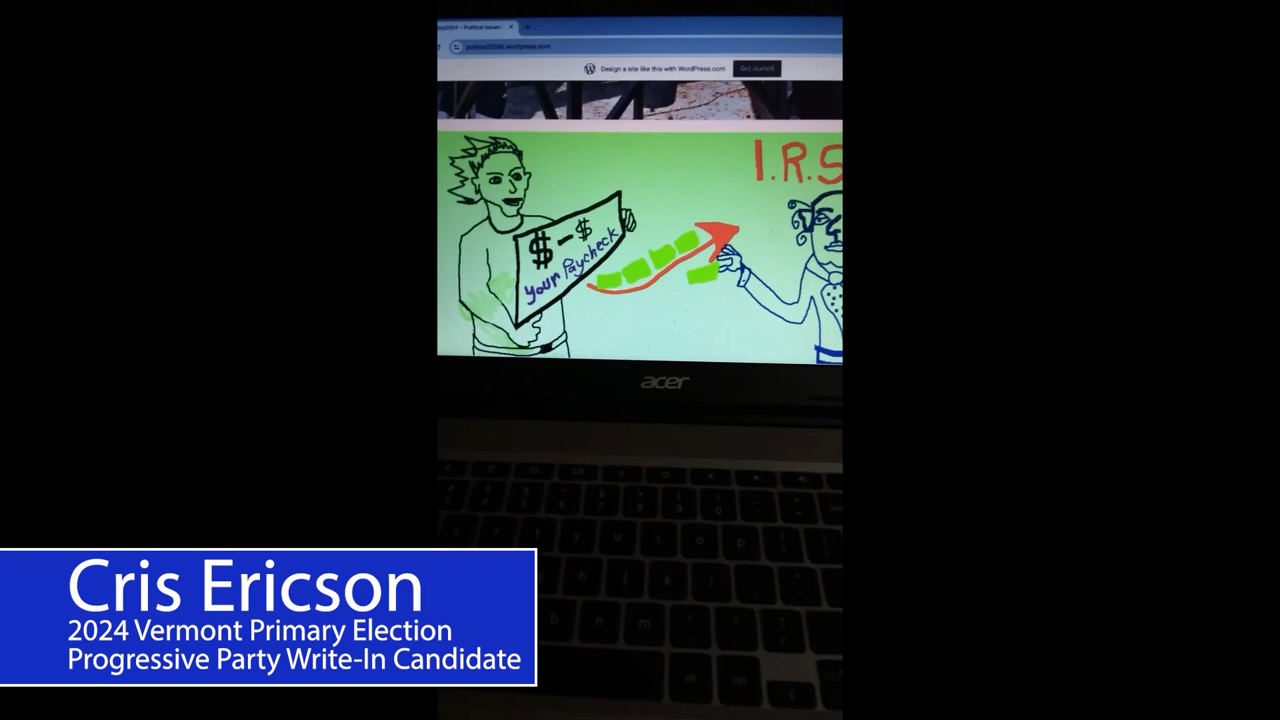 Design a site like this with WordPress.com
Get started
I.R.S
$-$
your Paycheck
acer
y u i o p
h j k l
b n m
Cris Ericson
2024 Vermont Primary Election
Progressive Party Write-In Candidate